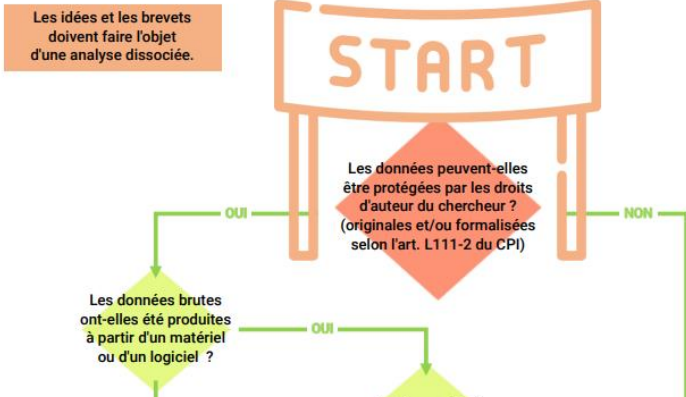 Les idées et les brevets
doivent faire l'objet
d'une analyse dissociée.
START
Les données peuvent-elles
être protégées par les droits
d'auteur du chercheur ?
(originales et/ou formalisées
selon l'art. L111-2 du CPI)
OUI
NON
Les données brutes
ont-elles été produites
à partir d'un matériel
ou d'un logiciel ?
OUI